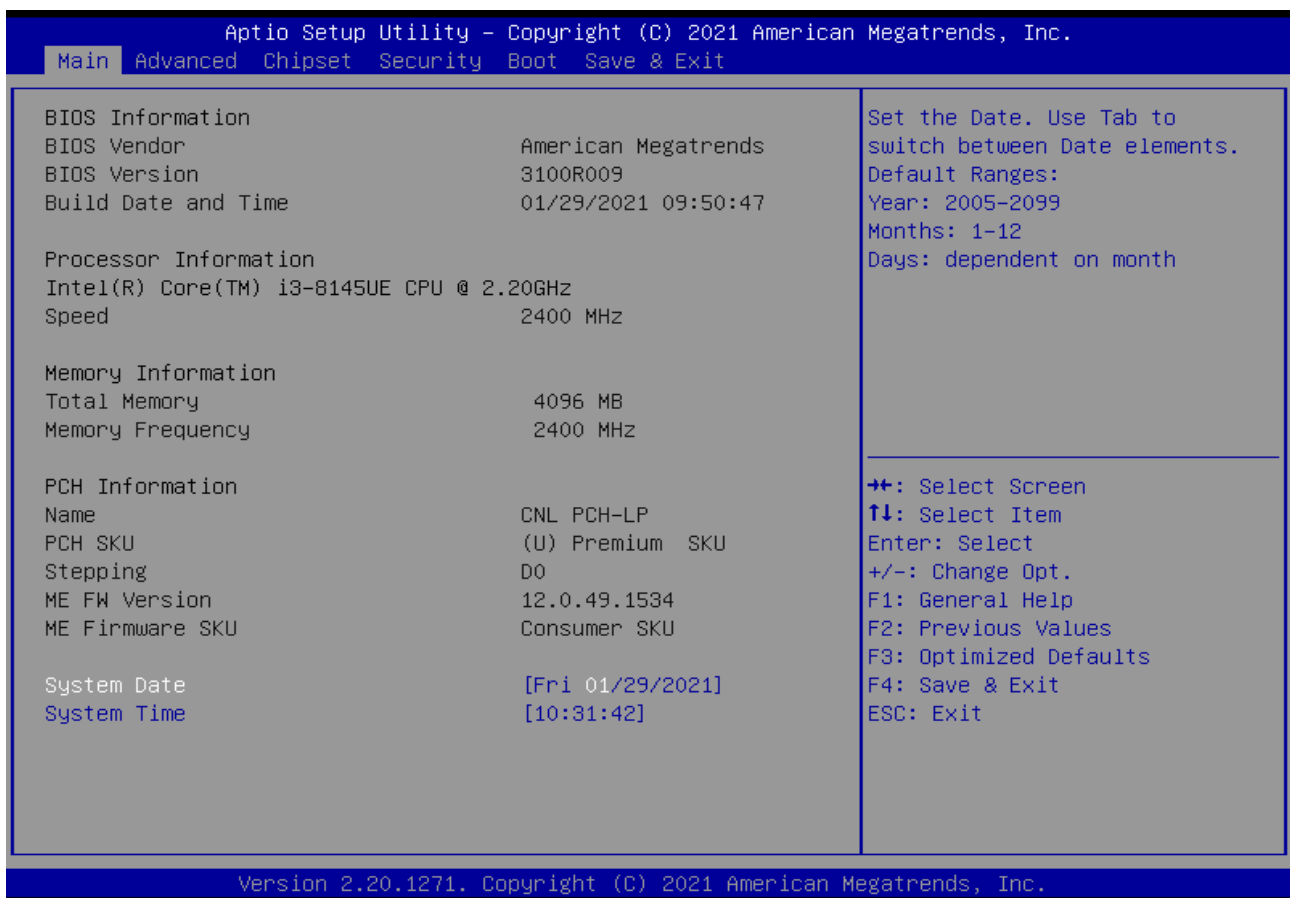 Aptio Setup Utility – Copyright (C) 2021 American Megatrends, Inc.
Main Advanced Chipset Security Boot Save & Exit
BIOS Information
BIOS Vendor American Megatrends
BIOS Version 3100R009
Build Date and Time 01/29/2021 09:50:47
Processor Information
Intel(R) Core(TM) i3-8145UE CPU @ 2.20GHz
Speed 2400 MHz
Memory Information
Total Memory 4096 MB
Memory Frequency 2400 MHz
PCH Information
Name CNL PCH-LP
PCH SKU (U) Premium SKU
Stepping D0
ME FW Version 12.0.49.1534
ME Firmware SKU Consumer SKU
System Date [Fri 01/29/2021]
System Time [10:31:42]
Set the Date. Use Tab to
switch between Date elements.
Default Ranges:
Year: 2005-2099
Months: 1-12
Days: dependent on month
→←: Select Screen
↑↓: Select Item
Enter: Select
+/-: Change Opt.
F1: General Help
F2: Previous Values
F3: Optimized Defaults
F4: Save & Exit
ESC: Exit
Version 2.20.1271. Copyright (C) 2021 American Megatrends, Inc.